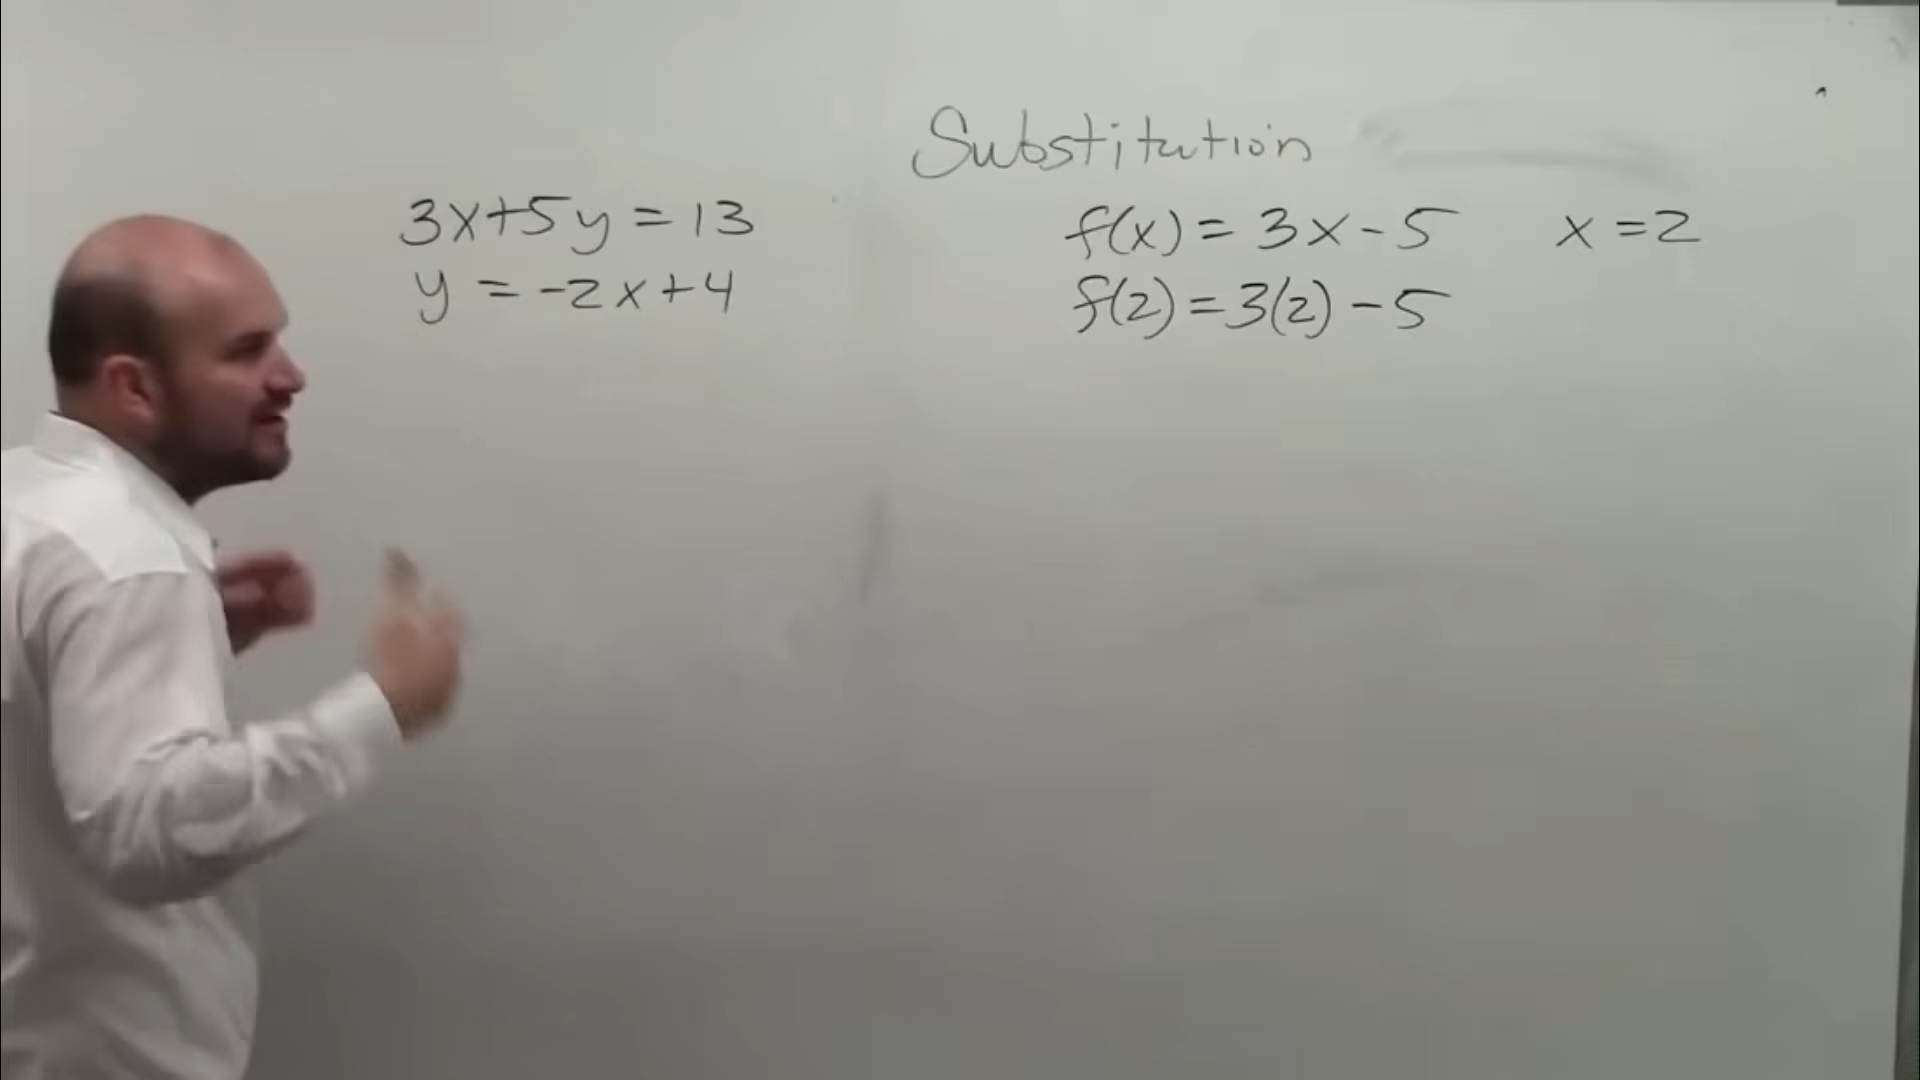 Substitution
3x+5y=13
y=-2x+4
f(x)=3x-5 x=2
f(2)=3(2)-5